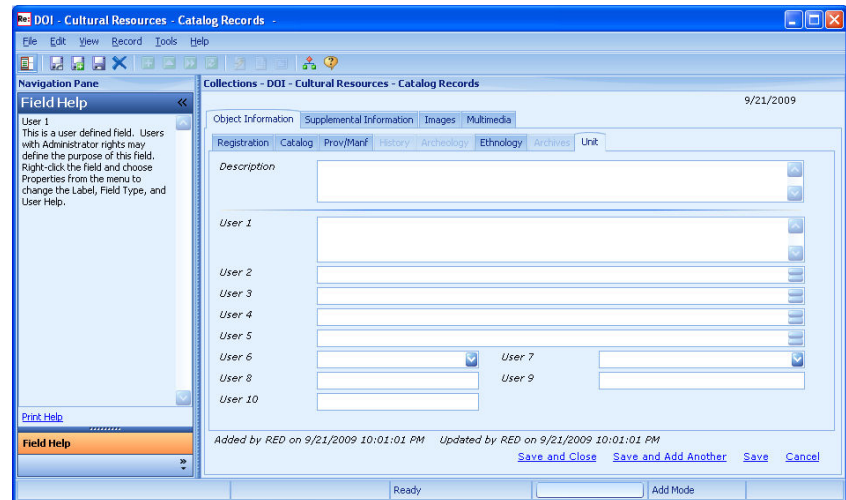 Re: DOI - Cultural Resources - Catalog Records -
File Edit View Record Tools Help
Navigation Pane
Collections - DOI - Cultural Resources - Catalog Records
Field Help «
9/21/2009
User 1
This is a user defined field. Users
with Administrator rights may
define the purpose of this field.
Right-click the field and choose
Properties from the menu to
change the Label, Field Type, and
User Help.
Print Help
Field Help
Object Information Supplemental Information Images Multimedia
Registration Catalog Prov/Manf History Archeology Ethnology Archives Unit
Description
User 1
User 2
User 3
User 4
User 5
User 6 User 7
User 8 User 9
User 10
Added by RED on 9/21/2009 10:01:01 PM Updated by RED on 9/21/2009 10:01:01 PM
Save and Close Save and Add Another Save Cancel
Ready Add Mode